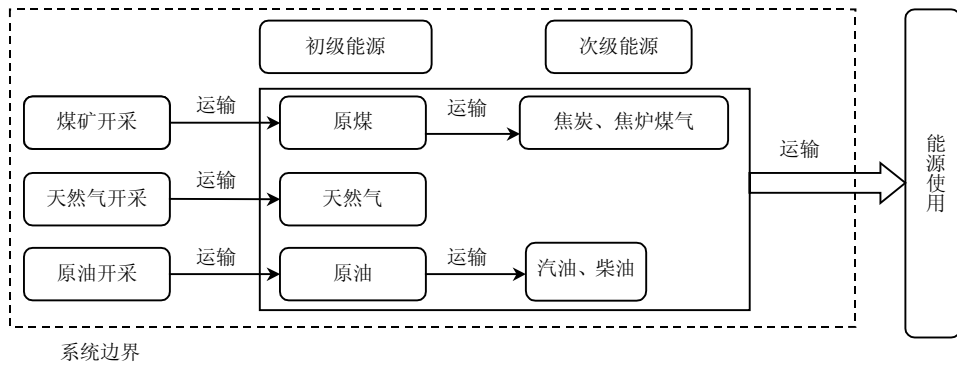 初级能源
次级能源
煤矿开采
运输
原煤
运输
焦炭、焦炉煤气
天然气开采
运输
天然气
原油开采
运输
原油
运输
汽油、柴油
运输
能源使用
系统边界